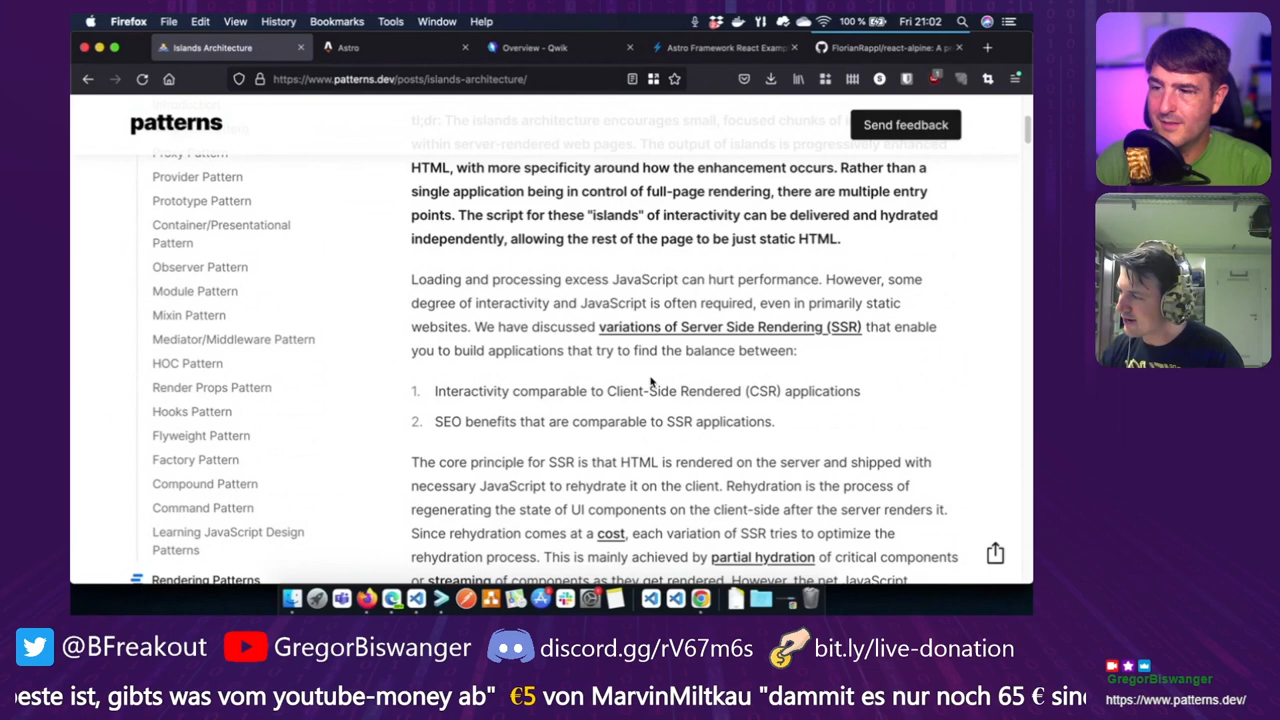 Firefox File Edit View History Bookmarks Tools Window Help
100 % Fri 21:02
Islands Architecture
Astro
Overview - Qwik
Astro Framework React Examp
FlorianRappl/react-alpine: A p
https://www.patterns.dev/posts/islands-architecture/
patterns
Send feedback
Introduction
Proxy Pattern
Provider Pattern
Prototype Pattern
Container/Presentational
Pattern
Observer Pattern
Module Pattern
Mixin Pattern
Mediator/Middleware Pattern
HOC Pattern
Render Props Pattern
Hooks Pattern
Flyweight Pattern
Factory Pattern
Compound Pattern
Command Pattern
Learning JavaScript Design
Patterns
Rendering Patterns
tl;dr: The islands architecture encourages small, focused chunks of
within server-rendered web pages. The output of islands is progressively enhanced
HTML, with more specificity around how the enhancement occurs. Rather than a
single application being in control of full-page rendering, there are multiple entry
points. The script for these "islands" of interactivity can be delivered and hydrated
independently, allowing the rest of the page to be just static HTML.
Loading and processing excess JavaScript can hurt performance. However, some
degree of interactivity and JavaScript is often required, even in primarily static
websites. We have discussed variations of Server Side Rendering (SSR) that enable
you to build applications that try to find the balance between:
1. Interactivity comparable to Client-Side Rendered (CSR) applications
2. SEO benefits that are comparable to SSR applications.
The core principle for SSR is that HTML is rendered on the server and shipped with
necessary JavaScript to rehydrate it on the client. Rehydration is the process of
regenerating the state of UI components on the client-side after the server renders it.
Since rehydration comes at a cost, each variation of SSR tries to optimize the
rehydration process. This is mainly achieved by partial hydration of critical components
or streaming of components as they get rendered. However, the net JavaScript
@BFreakout
GregorBiswanger
discord.gg/rV67m6s
bit.ly/live-donation
beste ist, gibts was vom youtube-money ab" €5 von MarvinMiltkau "dammit es nur noch 65 € sin
GregorBiswanger
https://www.patterns.dev/